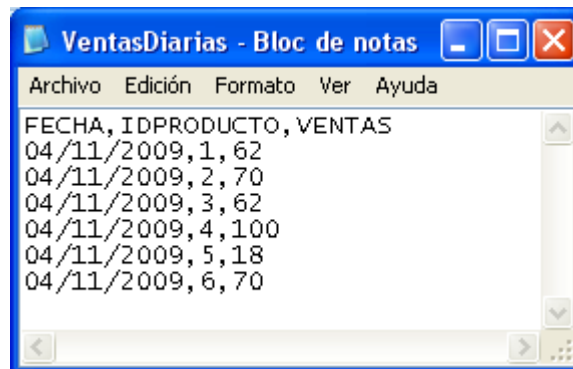 VentasDiarias - Bloc de notas
Archivo Edición Formato Ver Ayuda
FECHA,IDPRODUCTO,VENTAS
04/11/2009,1,62
04/11/2009,2,70
04/11/2009,3,62
04/11/2009,4,100
04/11/2009,5,18
04/11/2009,6,70